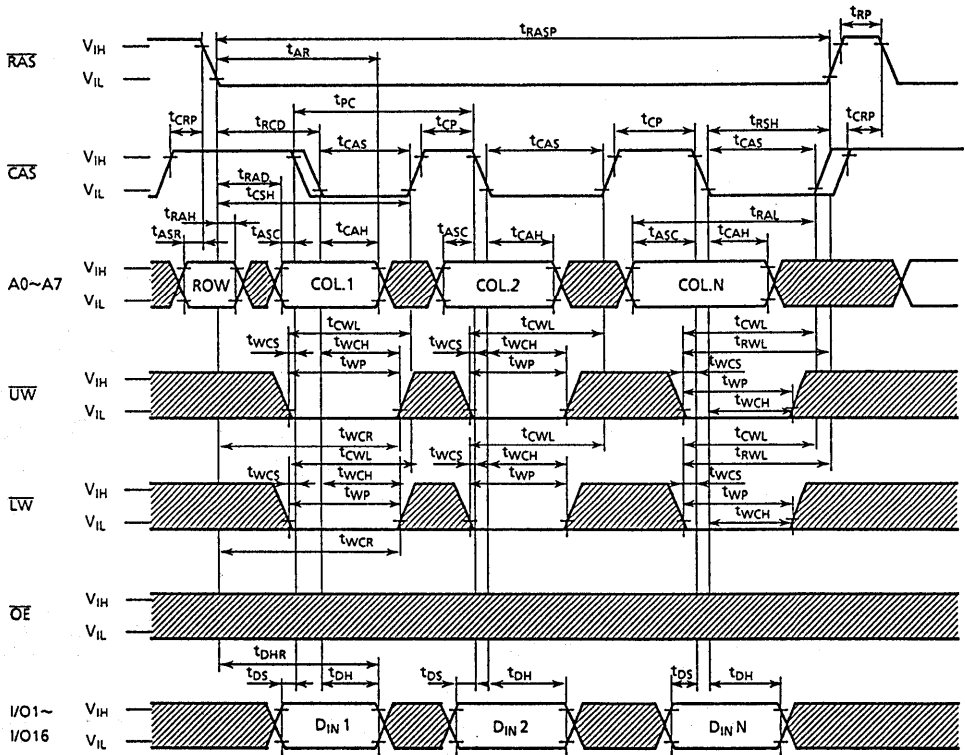 tRP
tRASP
tAR
RAS
VIH
VIL
tPC
tCRP
tRCD
tCP
tCP
tRSH
tCRP
tCAS
tCAS
tCAS
CAS
VIH
VIL
tRAD
tCSH
tRAH
tRAL
tASR
tASC
tCAH
tASC
tCAH
tASC
tCAH
A0~A7
VIH
VIL
ROW
COL.1
COL.2
COL.N
tCWL
tCWL
tCWL
tWCS
tWCH
tWCS
tWCH
tRWL
tWP
tWP
tWCS
tWP
tWCH
UW
VIH
VIL
tWCR
tCWL
tCWL
tCWL
tWCS
tWCH
tWCS
tWCH
tRWL
tWP
tWP
tWCS
tWP
tWCH
LW
VIH
VIL
tWCR
OE
VIH
VIL
tDHR
tDS
tDH
tDS
tDH
tDS
tDH
I/O1~
I/O16
VIH
VIL
DIN 1
DIN 2
DIN N